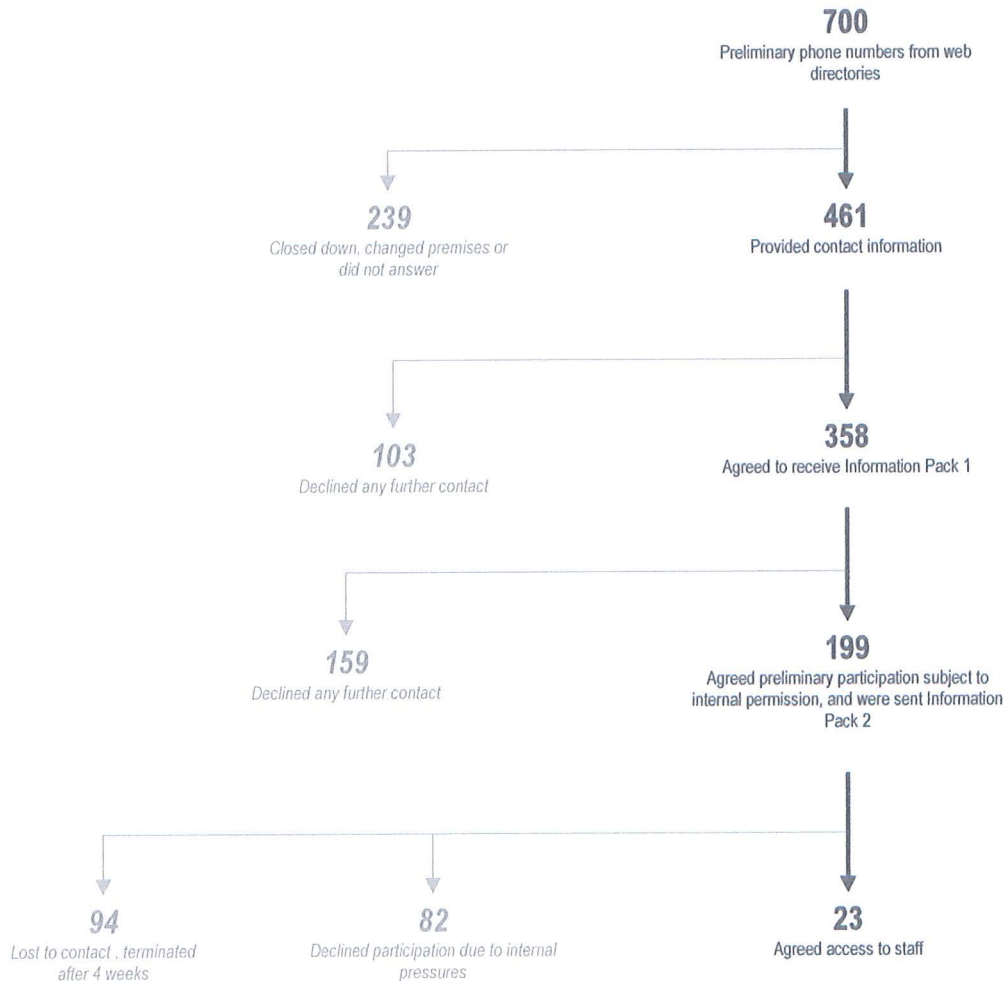 700
Preliminary phone numbers from web
directories
239
Closed down, changed premises or
did not answer
461
Provided contact information
103
Declined any further contact
358
Agreed to receive Information Pack 1
159
Declined any further contact
199
Agreed preliminary participation subject to
internal permission, and were sent Information
Pack 2
94
Lost to contact , terminated
after 4 weeks
82
Declined participation due to internal
pressures
23
Agreed access to staff